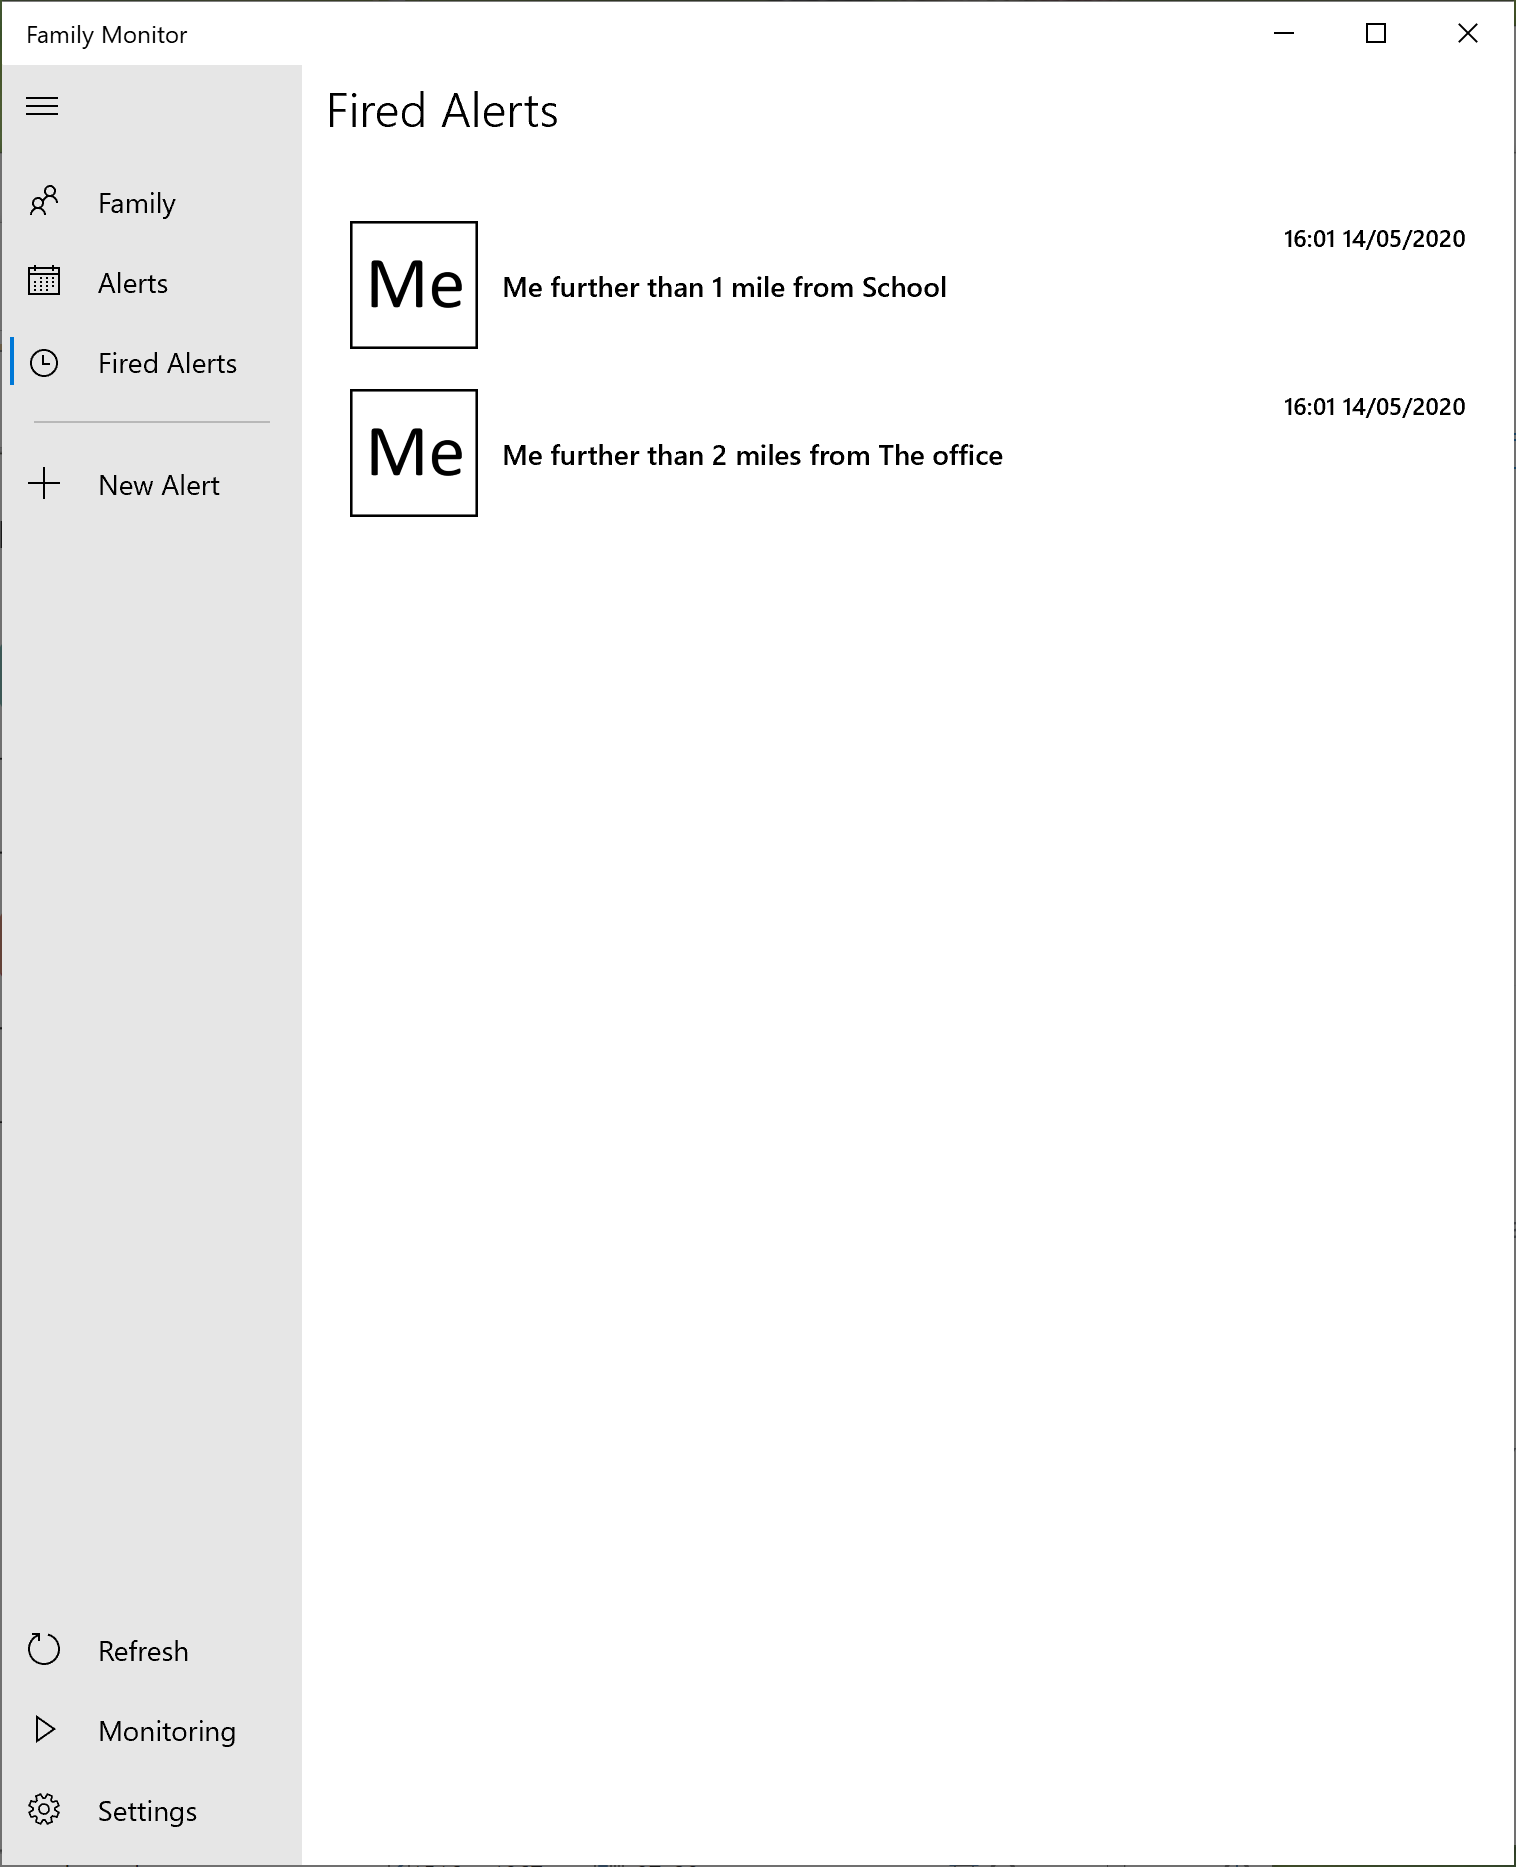 Family Monitor
Fired Alerts
Family
Alerts
Fired Alerts
New Alert
Me
Me further than 1 mile from School
16:01 14/05/2020
Me
Me further than 2 miles from The office
16:01 14/05/2020
Refresh
Monitoring
Settings